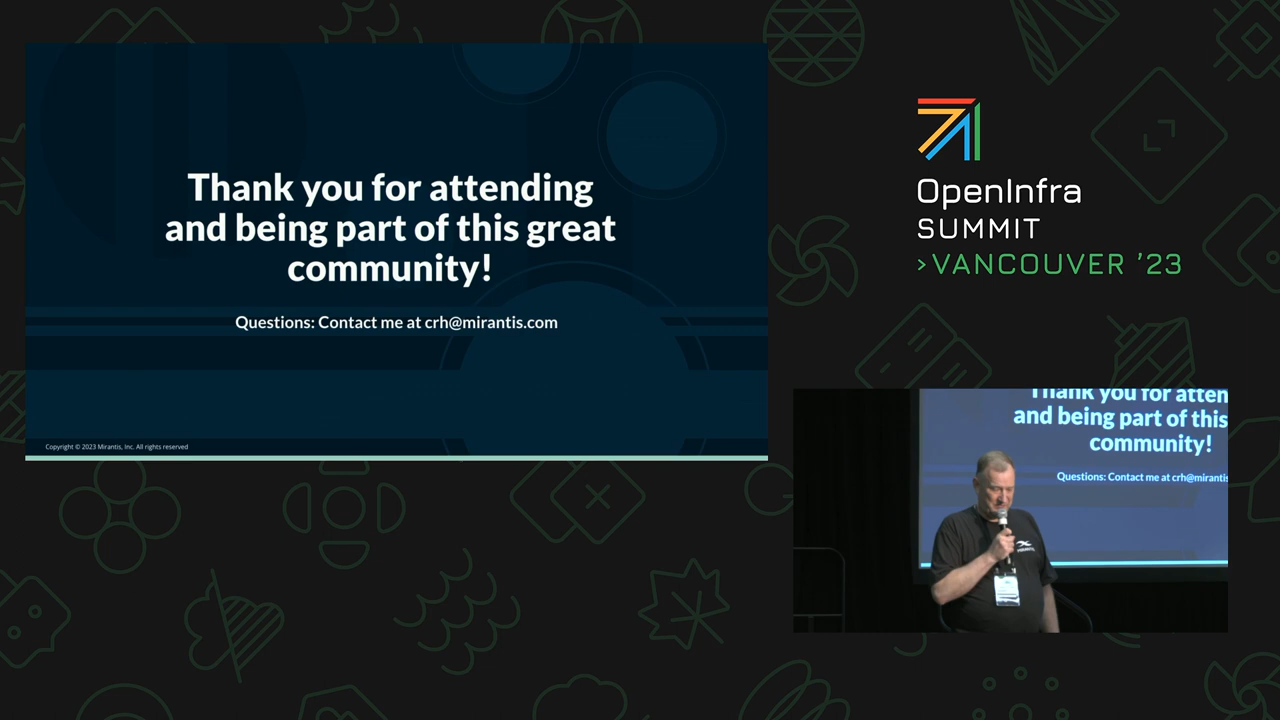 Thank you for attending
and being part of this great
community!
Questions: Contact me at crh@mirantis.com
Copyright © 2023 Mirantis, Inc. All rights reserved
OpenInfra
SUMMIT
>VANCOUVER ’23
Thank you for atten
and being part of this
community!
Questions: Contact me at crh@mirantis